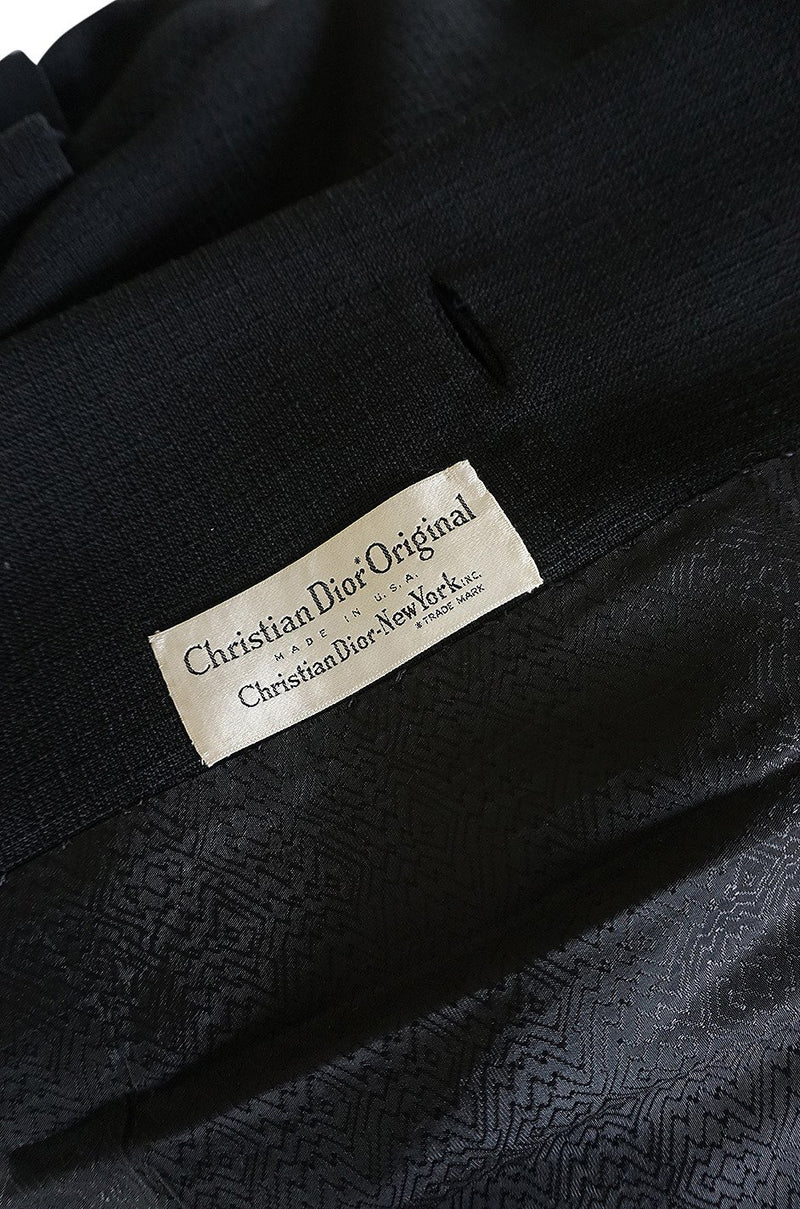 Christian Dior* Original
MADE IN U.S.A.
Christian Dior-New York INC.
*TRADE MARK